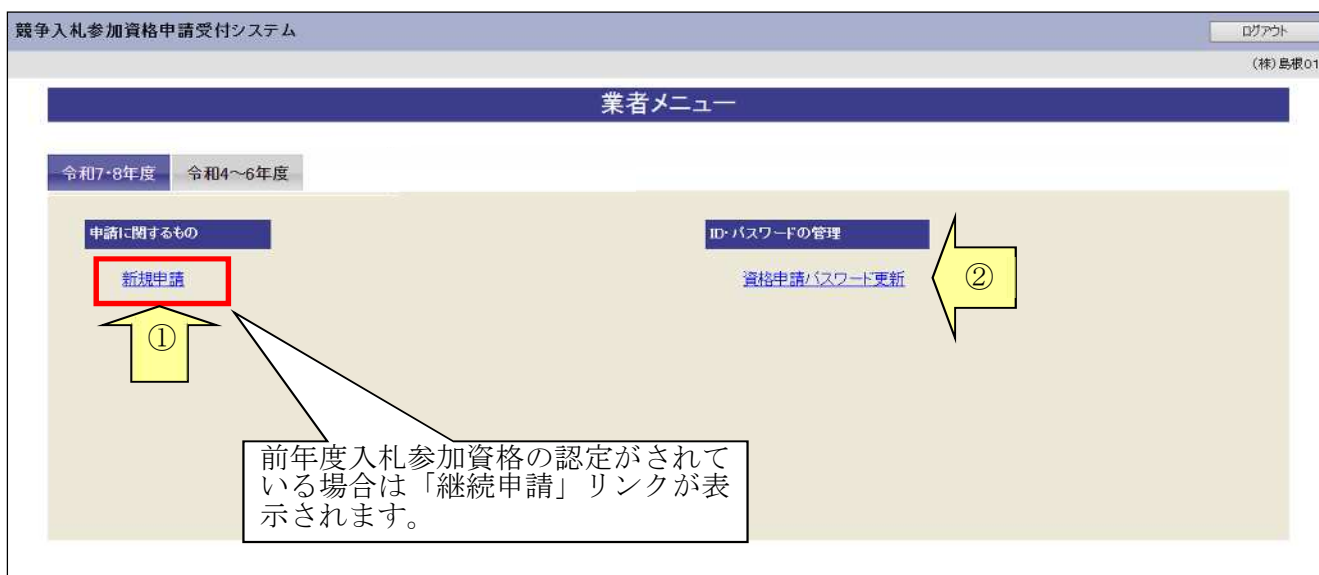 競争入札参加資格申請受付システム
ログアウト
(株)島根01
業者メニュー
令和7・8年度
令和4～6年度
申請に関するもの
ID・パスワードの管理
新規申請
資格申請パスワード更新
②
①
前年度入札参加資格の認定がされて
いる場合は「継続申請」リンクが表
示されます。